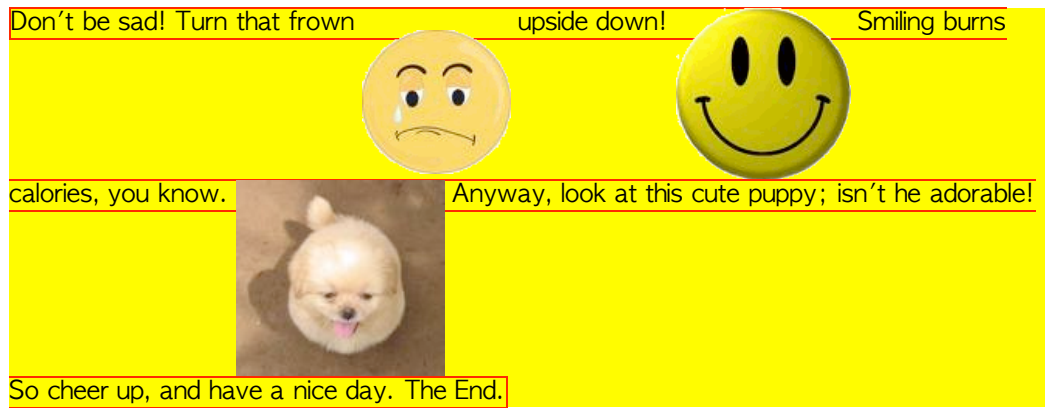 Don't be sad! Turn that frown upside down! Smiling burns
calories, you know. Anyway, look at this cute puppy; isn't he adorable!
So cheer up, and have a nice day. The End.